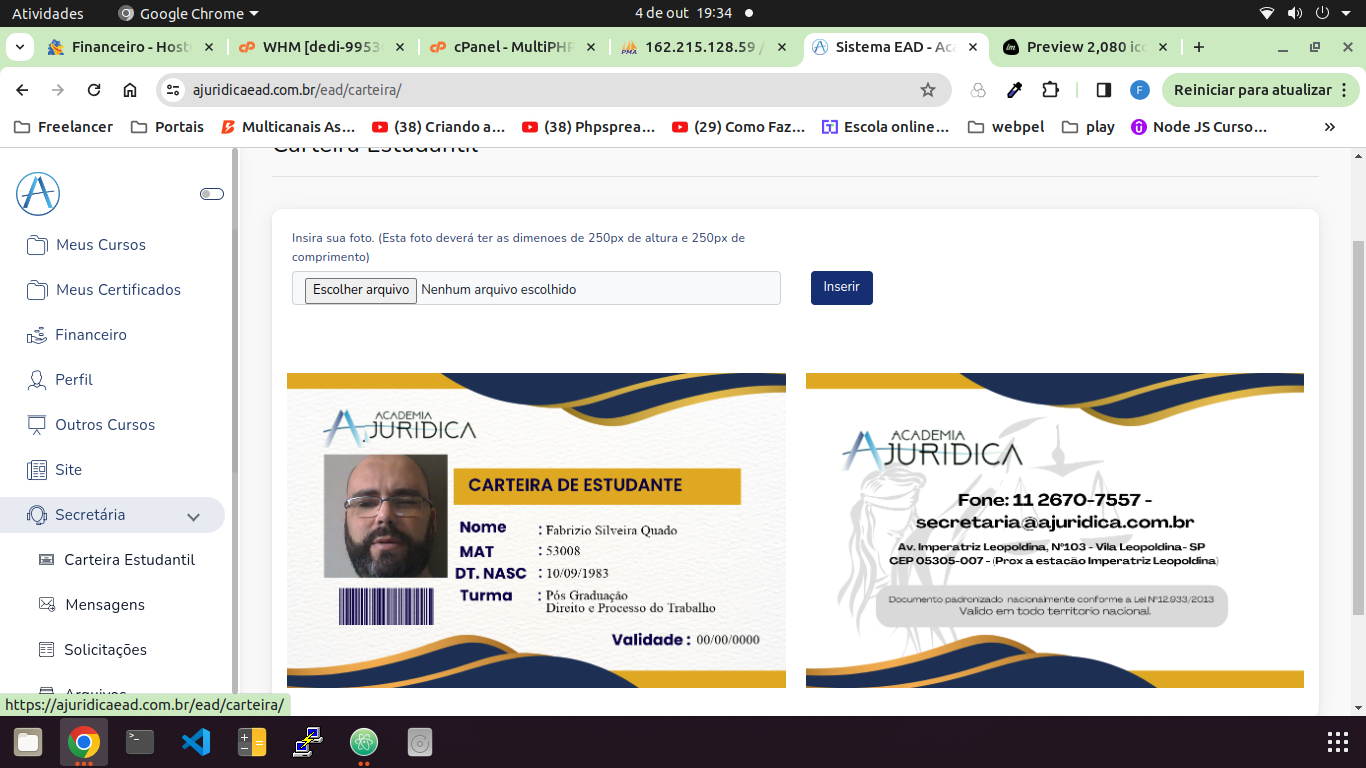 Atividades
Google Chrome
4 de out 19:34
Financeiro - Host
WHM [dedi-9953
cPanel - MultiPHP
162.215.128.59 /
Sistema EAD - Aca
Preview 2,080 ico
ajuridicaead.com.br/ead/carteira/
F
Reiniciar para atualizar
Freelancer
Portais
Multicanais As...
(38) Criando a...
(38) Phpsprea...
(29) Como Faz...
Escola online...
webpel
play
Node JS Curso...
»
Carteira Estudantil
Meus Cursos
Meus Certificados
Financeiro
Perfil
Outros Cursos
Site
Secretária
Carteira Estudantil
Mensagens
Solicitações
Arquivos
https://ajuridicaead.com.br/ead/carteira/
Insira sua foto. (Esta foto deverá ter as dimenoes de 250px de altura e 250px de
comprimento)
Escolher arquivo Nenhum arquivo escolhido
Inserir
ACADEMIA
JURIDICA
CARTEIRA DE ESTUDANTE
Nome : Fabrizio Silveira Quado
MAT : 53008
DT. NASC : 10/09/1983
Turma : Pós Graduação
Direito e Processo do Trabalho
Validade : 00/00/0000
ACADEMIA
AJURIDICA
Fone: 11 2670-7557 -
secretaria@ajuridica.com.br
Av. Imperatriz Leopoldina, N°103 - Vila Leopoldina- SP
CEP 05305-007 - (Prox a estação Imperatriz Leopoldina)
Documento padronizado nacionalmente conforme a Lei N°12.933/2013
Valido em todo territorio nacional.